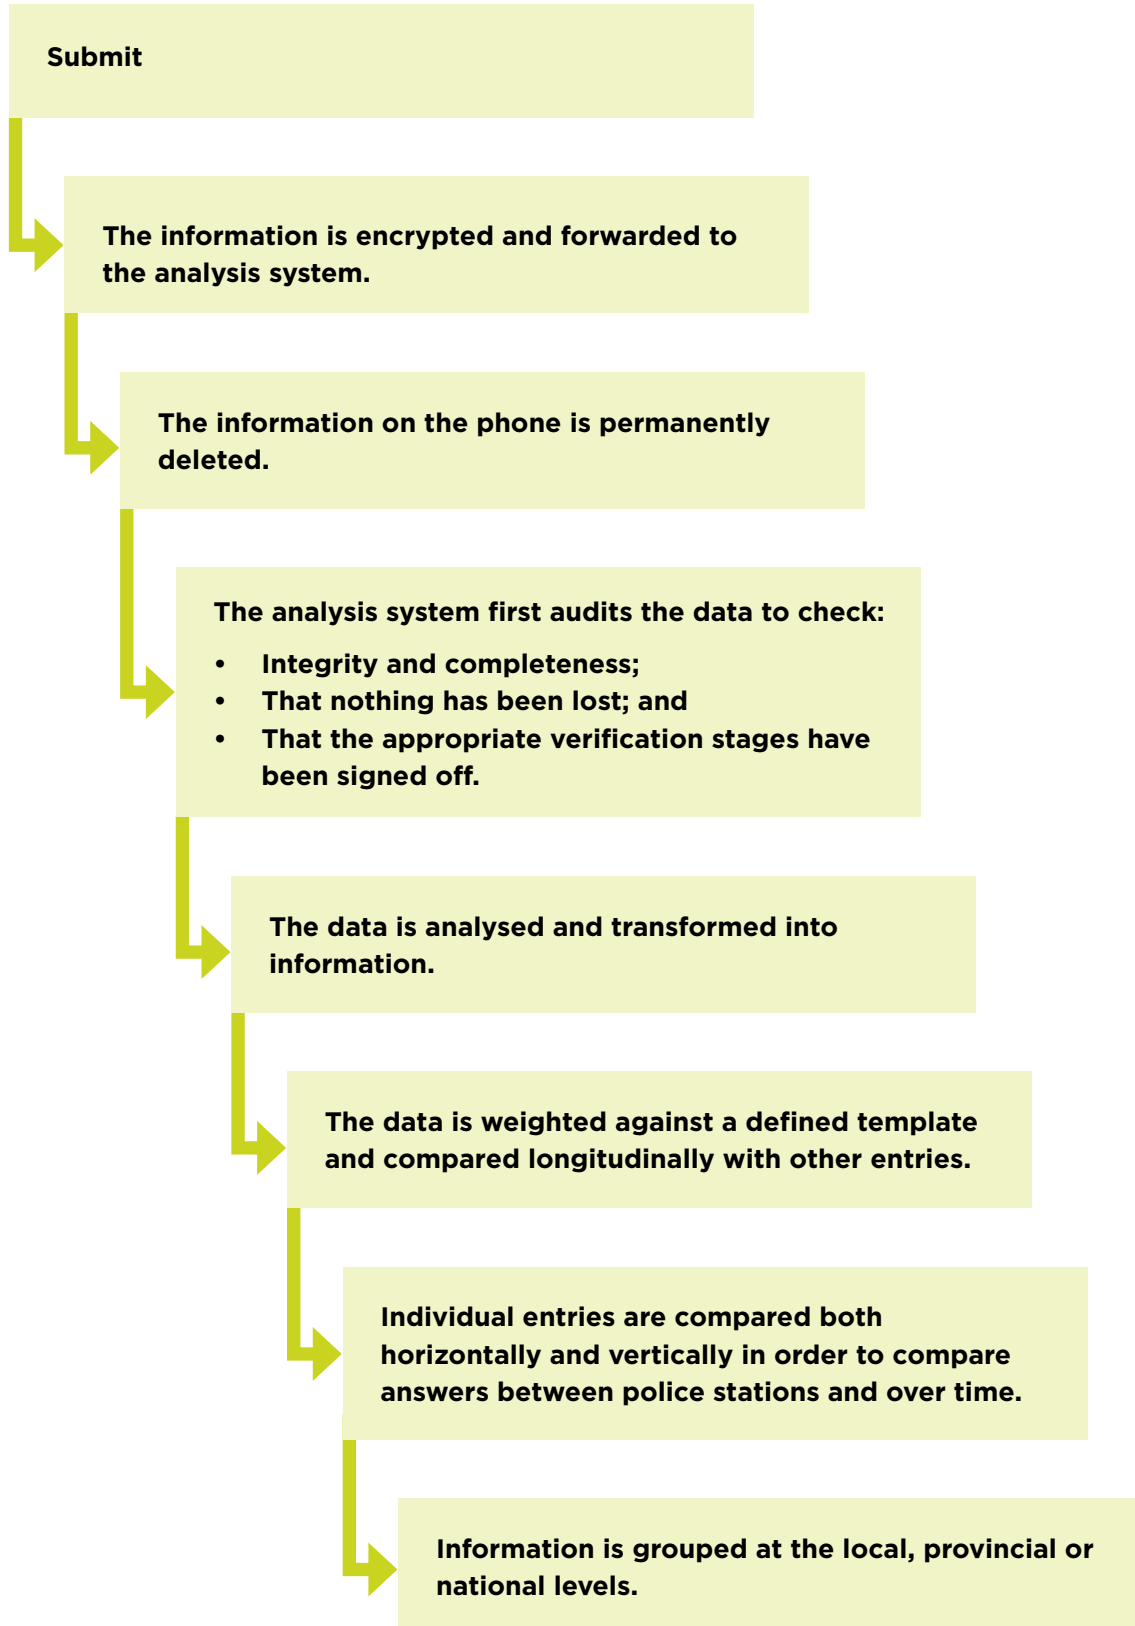 Submit
The information is encrypted and forwarded to
the analysis system.
The information on the phone is permanently
deleted.
The analysis system first audits the data to check:
• Integrity and completeness;
• That nothing has been lost; and
• That the appropriate verification stages have
been signed off.
The data is analysed and transformed into
information.
The data is weighted against a defined template
and compared longitudinally with other entries.
Individual entries are compared both
horizontally and vertically in order to compare
answers between police stations and over time.
Information is grouped at the local, provincial or
national levels.